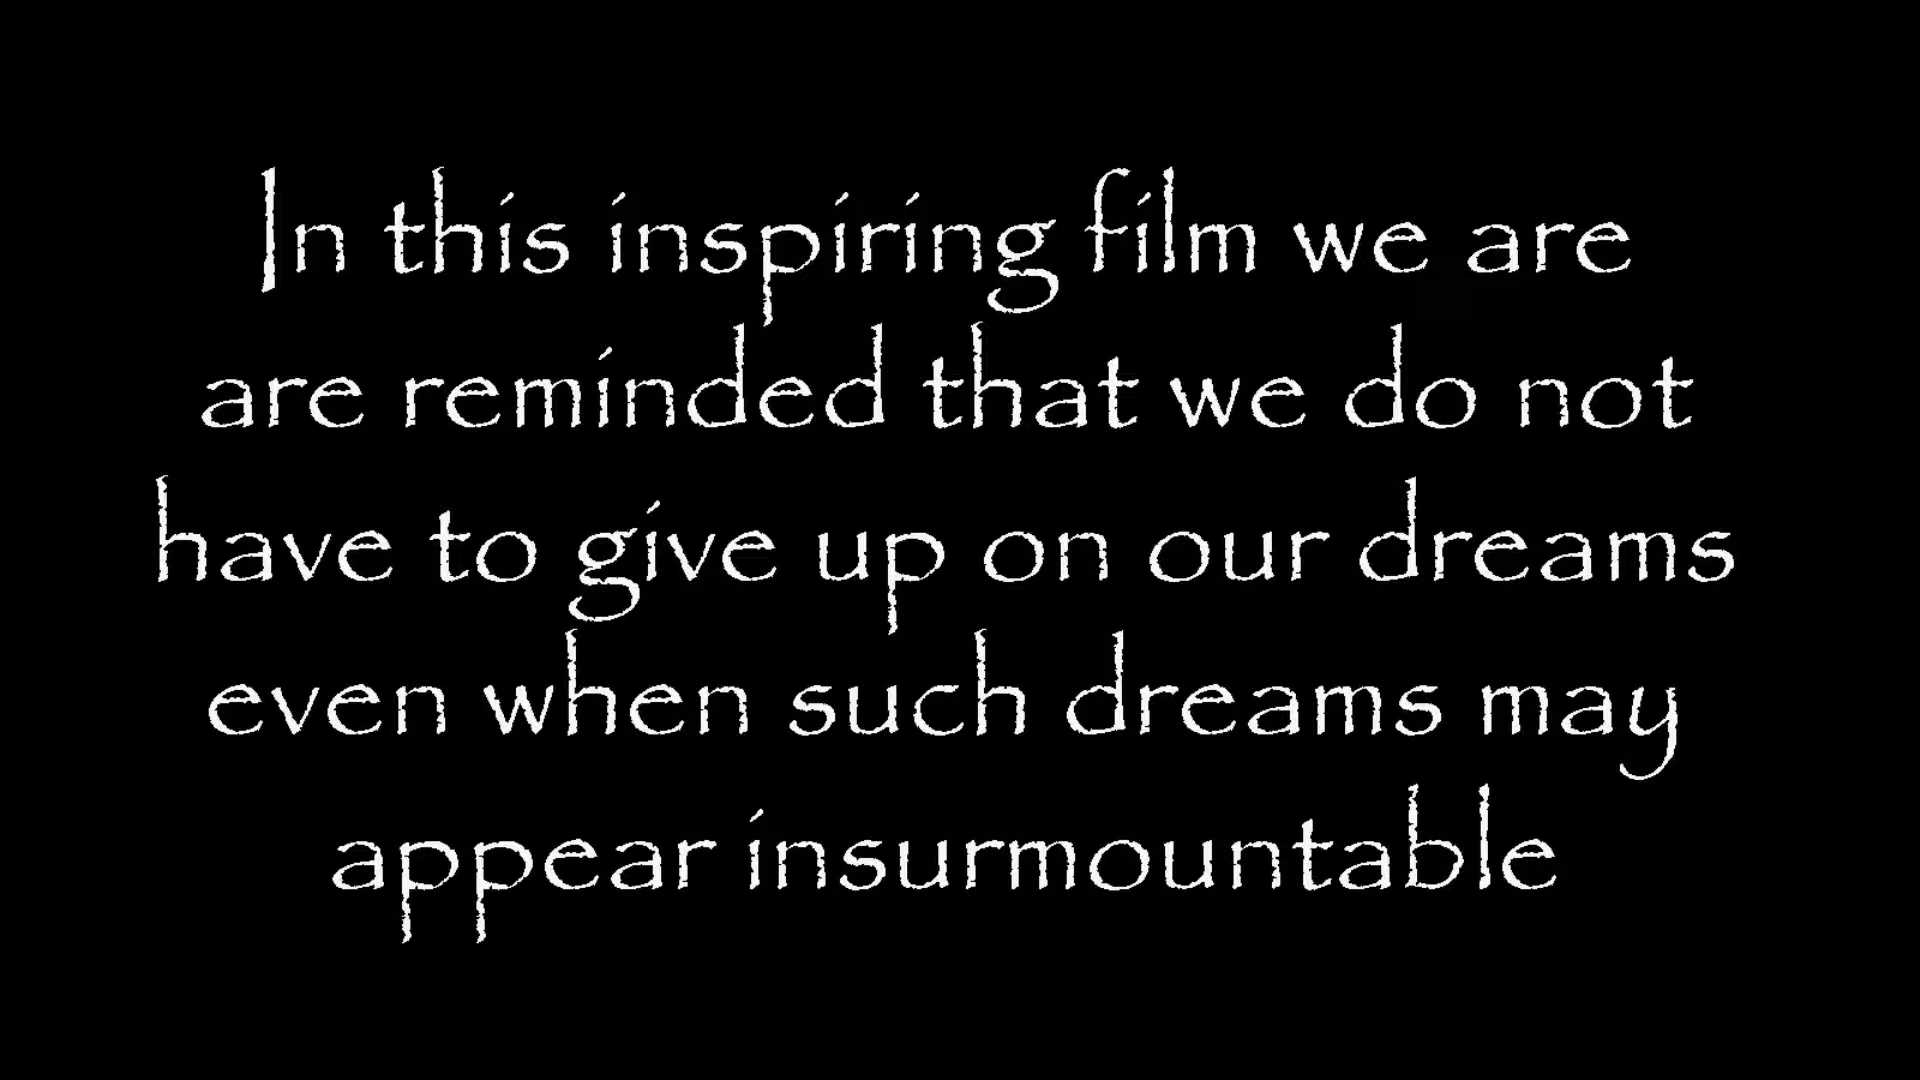 In this inspiring film we are
are reminded that we do not
have to give up on our dreams
even when such dreams may
appear insurmountable